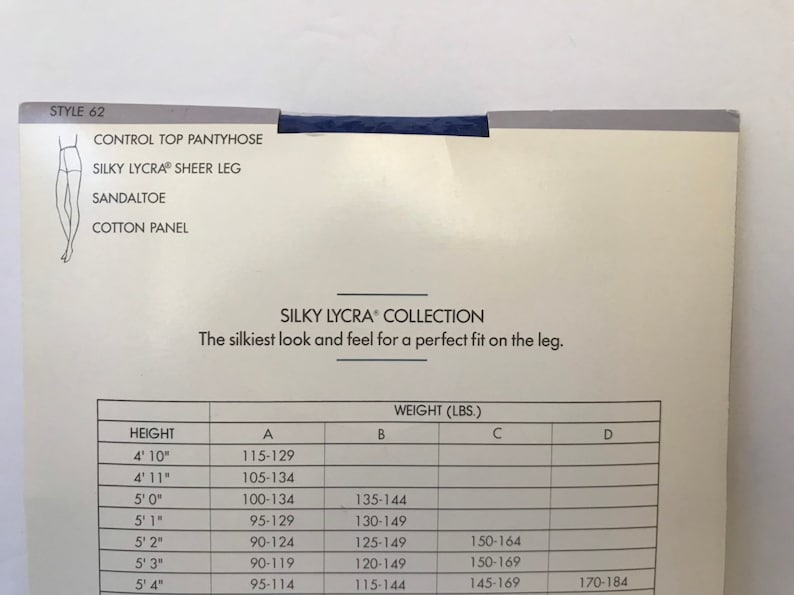 STYLE 62
CONTROL TOP PANTYHOSE
SILKY LYCRA® SHEER LEG
SANDALTOE
COTTON PANEL
SILKY LYCRA® COLLECTION
The silkiest look and feel for a perfect fit on the leg.
WEIGHT (LBS.)
HEIGHT A B C D
4' 10" 115-129
4' 11" 105-134
5' 0" 100-134 135-144
5' 1" 95-129 130-149
5' 2" 90-124 125-149 150-164
5' 3" 90-119 120-149 150-169
5' 4" 95-114 115-144 145-169 170-184